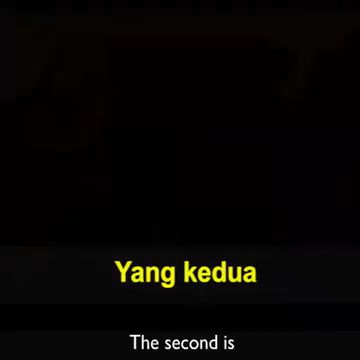 Yang kedua
The second is